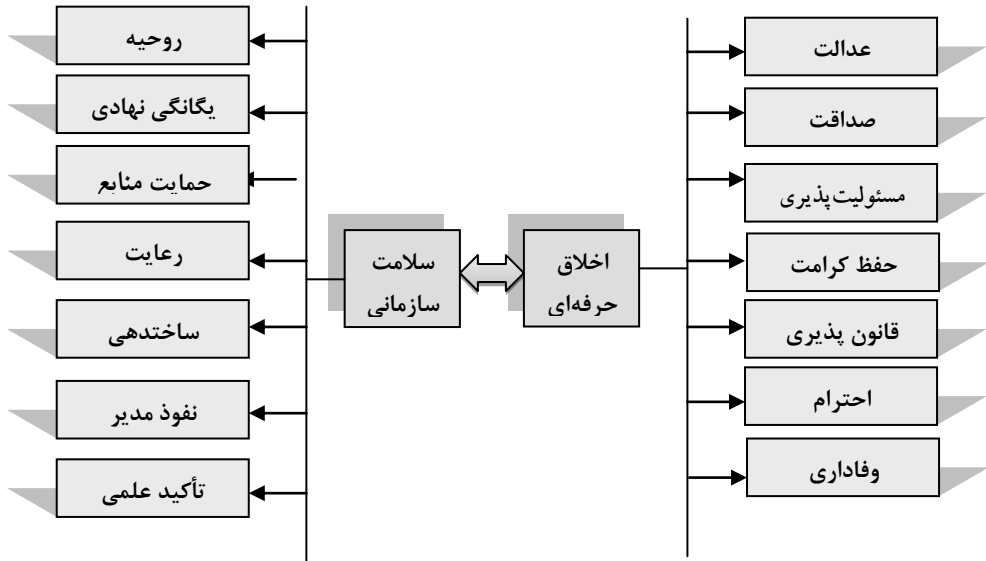 عدالت
صداقت
مسئولیت‌پذیری
حفظ کرامت
قانون پذیری
احترام
وفاداری
اخلاق
حرفه‌ای
سلامت
سازمانی
روحیه
یگانگی نهادی
حمایت منابع
رعایت
ساختدهی
نفوذ مدیر
تأکید علمی